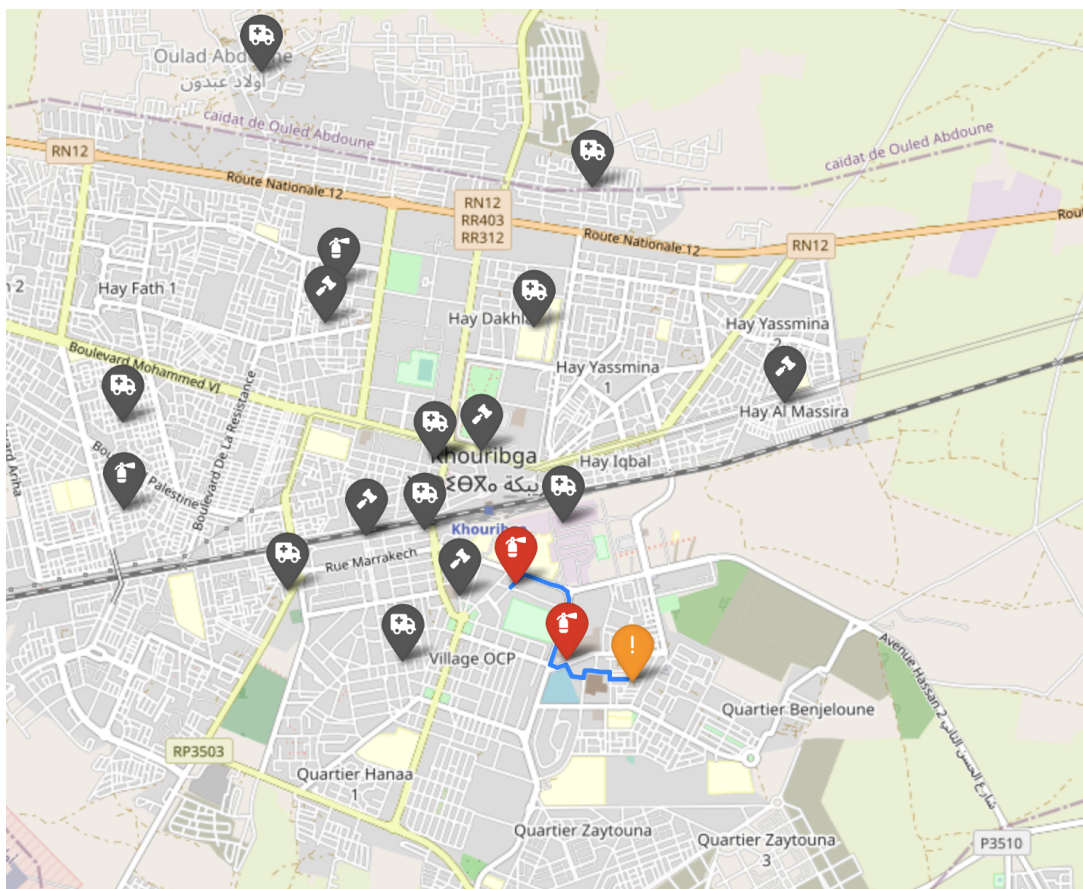 Oulad Abdoune
أولاد عبدون
caidat de Ouled Abdoune
caidat de Ouled Abdoune
RN12
Route Nationale 12
RN12
RR403
RR312
Route Nationale 12
RN12
Hay Fath 1
Hay Dakhla
Hay Yassmina
Hay Yassmina
1
Boulevard Mohammed VI
Boulevard De La Resistance
Hay Al Massira
Khouribga
Hay Iqbal
Palestine
Khouribga
Rue Marrakech
Village OCP
Avenue Hassan 2 شارع الحسن الثاني
Quartier Benjeloune
RP3503
Quartier Hanaa
1
Quartier Zaytouna
Quartier Zaytouna
3
P3510